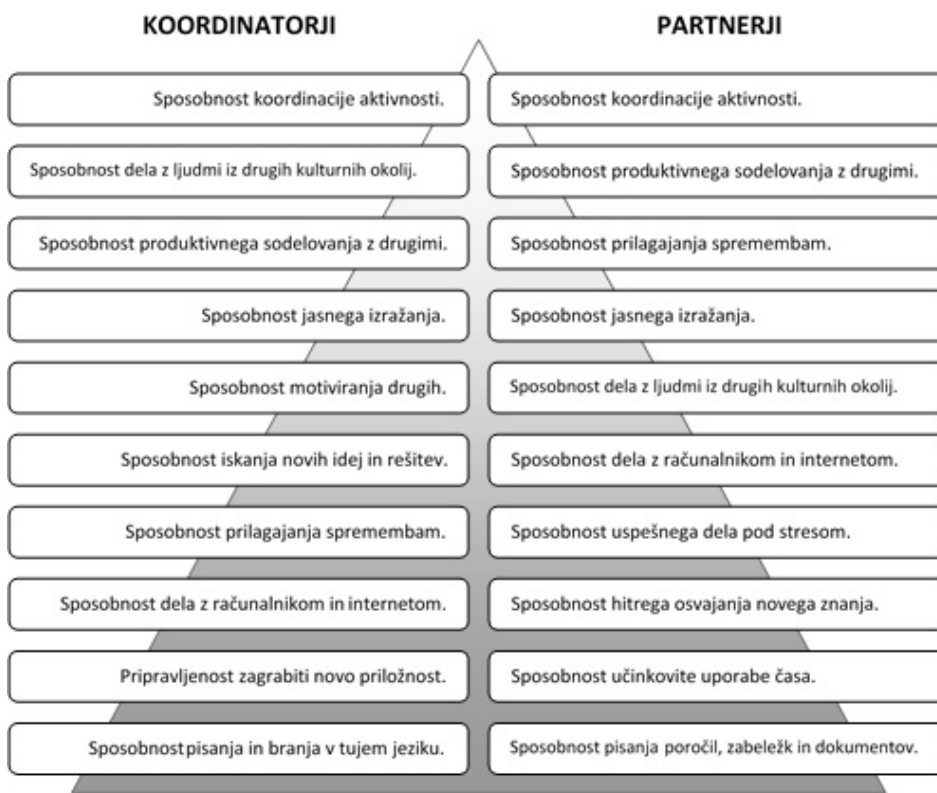 KOORDINATORJI PARTNERJI
Sposobnost koordinacije aktivnosti. Sposobnost koordinacije aktivnosti.
Sposobnost dela z ljudmi iz drugih kulturnih okolij. Sposobnost produktivnega sodelovanja z drugimi.
Sposobnost produktivnega sodelovanja z drugimi. Sposobnost prilagajanja spremembam.
Sposobnost jasnega izražanja. Sposobnost jasnega izražanja.
Sposobnost motiviranja drugih. Sposobnost dela z ljudmi iz drugih kulturnih okolij.
Sposobnost iskanja novih idej in rešitev. Sposobnost dela z računalnikom in internetom.
Sposobnost prilagajanja spremembam. Sposobnost uspešnega dela pod stresom.
Sposobnost dela z računalnikom in internetom. Sposobnost hitrega osvajanja novega znanja.
Pripravljenost zagrabiti novo priložnost. Sposobnost učinkovite uporabe časa.
Sposobnost pisanja in branja v tujem jeziku. Sposobnost pisanja poročil, zabeležk in dokumentov.